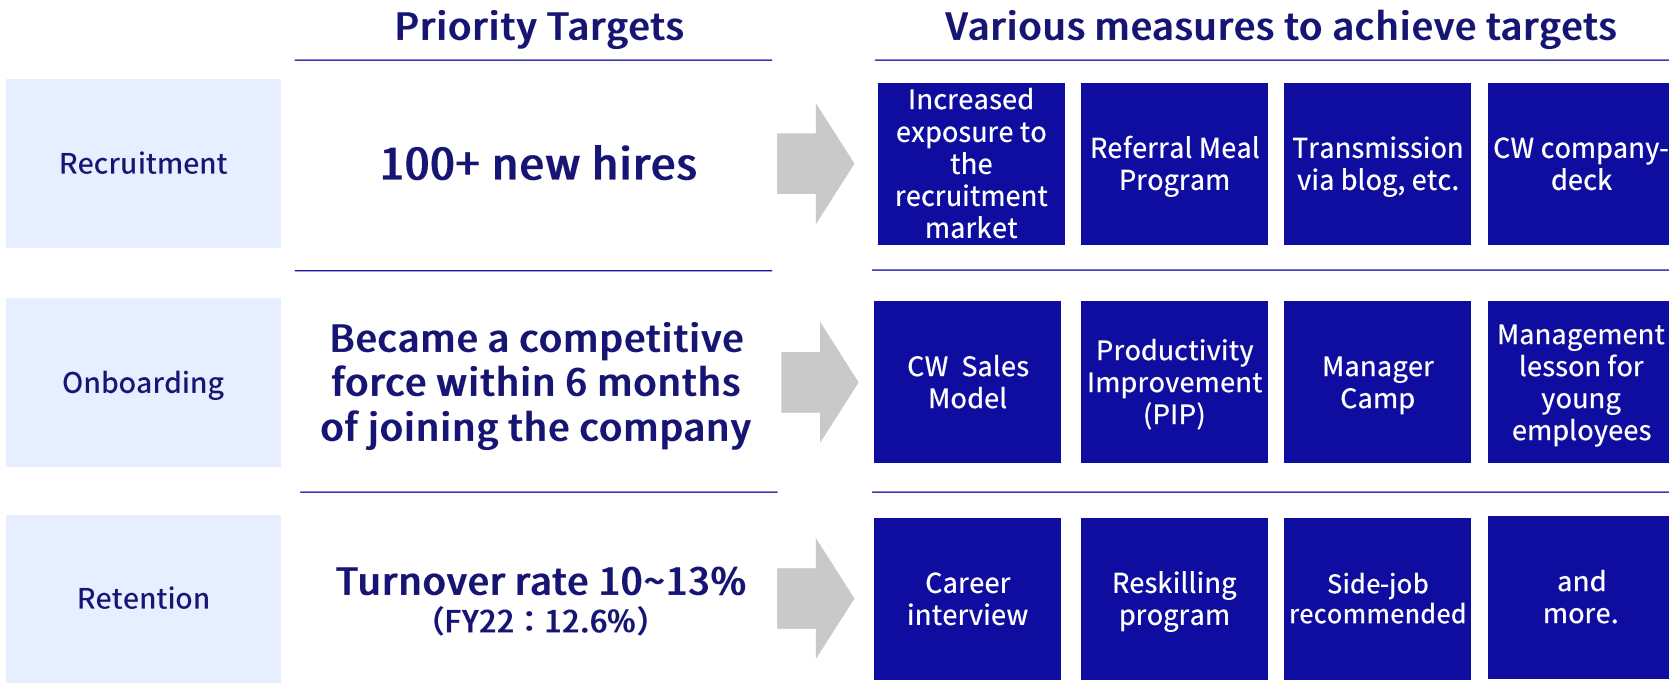 Priority Targets
Various measures to achieve targets
Recruitment
100+ new hires
Increased
exposure to
the
recruitment
market
Referral Meal
Program
Transmission
via blog, etc.
CW company-
deck
Onboarding
Became a competitive
force within 6 months
of joining the company
CW Sales
Model
Productivity
Improvement
(PIP)
Manager
Camp
Management
lesson for
young
employees
Retention
Turnover rate 10~13%
(FY22：12.6%)
Career
interview
Reskilling
program
Side-job
recommended
and
more.